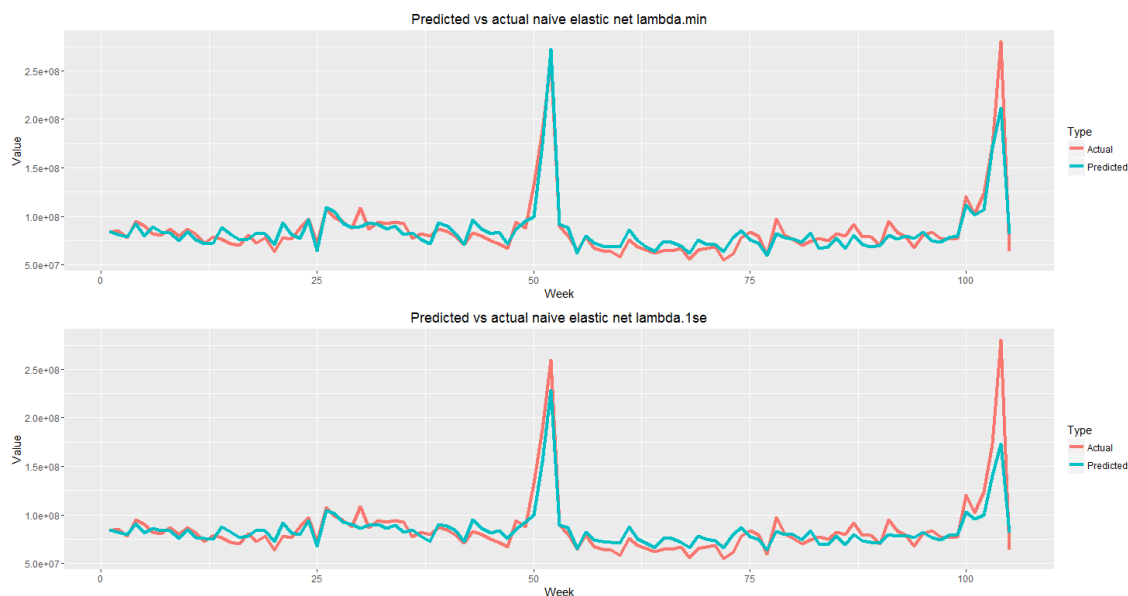 Predicted vs actual naive elastic net lambda.min
2.5e+08
2.0e+08
1.5e+08
1.0e+08
5.0e+07
Value
0 25 50 75 100
Week
Type
Actual
Predicted
Predicted vs actual naive elastic net lambda.1se
2.5e+08
2.0e+08
1.5e+08
1.0e+08
5.0e+07
Value
0 25 50 75 100
Week
Type
Actual
Predicted